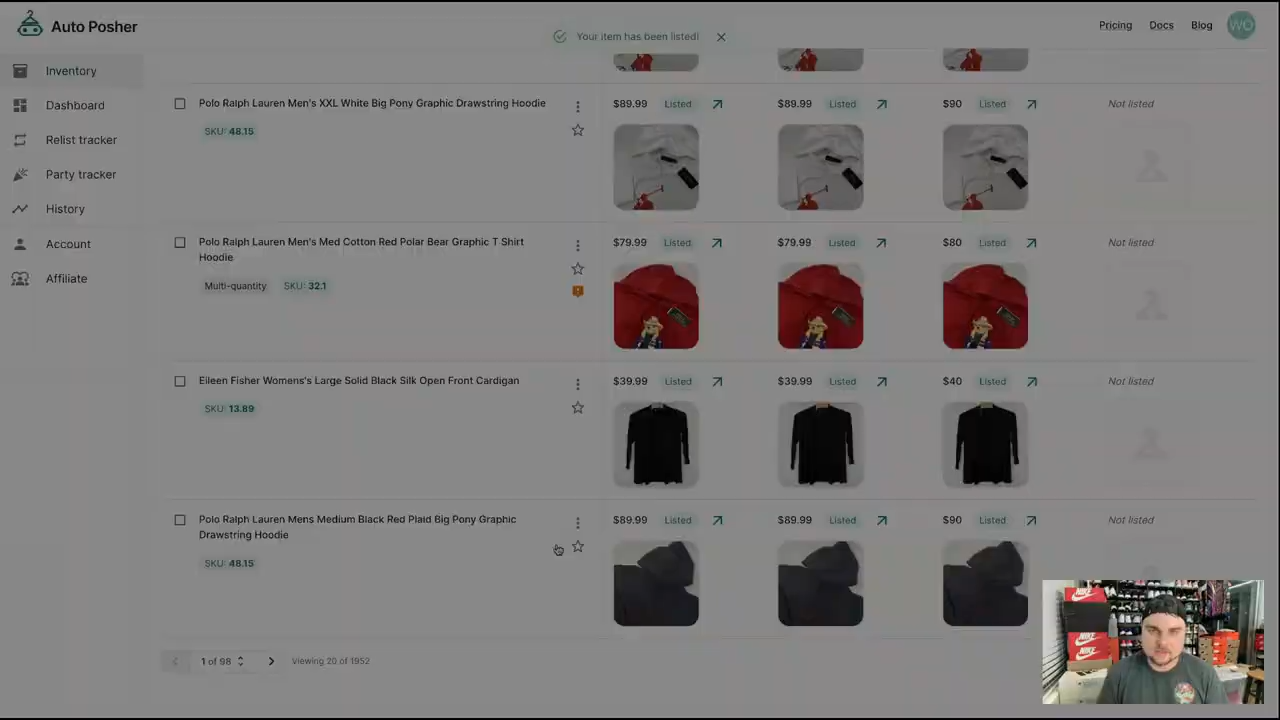 Auto Posher
Your item has been listed!
Pricing
Docs
Blog
WO
Inventory
Dashboard
Relist tracker
Party tracker
History
Account
Affiliate
Polo Ralph Lauren Men's XXL White Big Pony Graphic Drawstring Hoodie
SKU: 48.15
$89.99 Listed
$89.99 Listed
$90 Listed
Not listed
Polo Ralph Lauren Men's Med Cotton Red Polar Bear Graphic T Shirt
Hoodie
Multi-quantity SKU: 32.1
$79.99 Listed
$79.99 Listed
$80 Listed
Not listed
Eileen Fisher Womens's Large Solid Black Silk Open Front Cardigan
SKU: 13.89
$39.99 Listed
$39.99 Listed
$40 Listed
Not listed
Polo Ralph Lauren Mens Medium Black Red Plaid Big Pony Graphic
Drawstring Hoodie
SKU: 48.15
$89.99 Listed
$89.99 Listed
$90 Listed
Not listed
1 of 98
Viewing 20 of 1952
NIKE
NIKE
NIKE